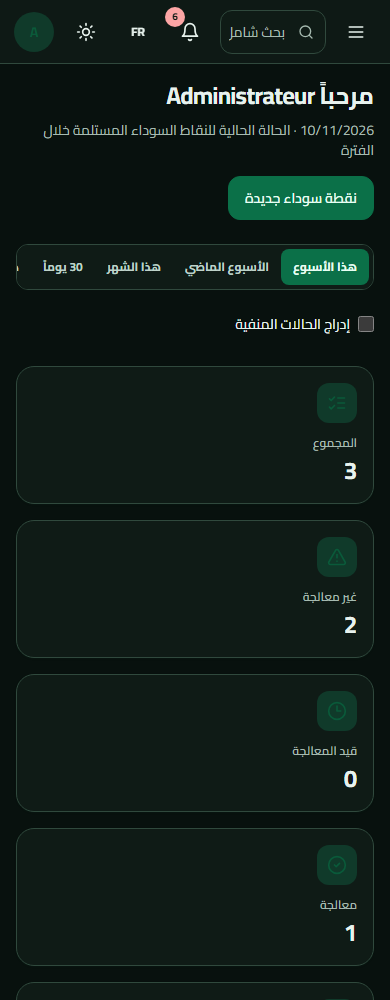 بحث شامل
6
FR
A
مرحباً Administrateur
10/11/2026 · الحالة الحالية للنقاط السوداء المستلمة خلال
الفترة
نقطة سوداء جديدة
هذا الأسبوع
الأسبوع الماضي
هذا الشهر
30 يوماً
إدراج الحالات المنفية
المجموع
3
غير معالجة
2
قيد المعالجة
0
معالجة
1